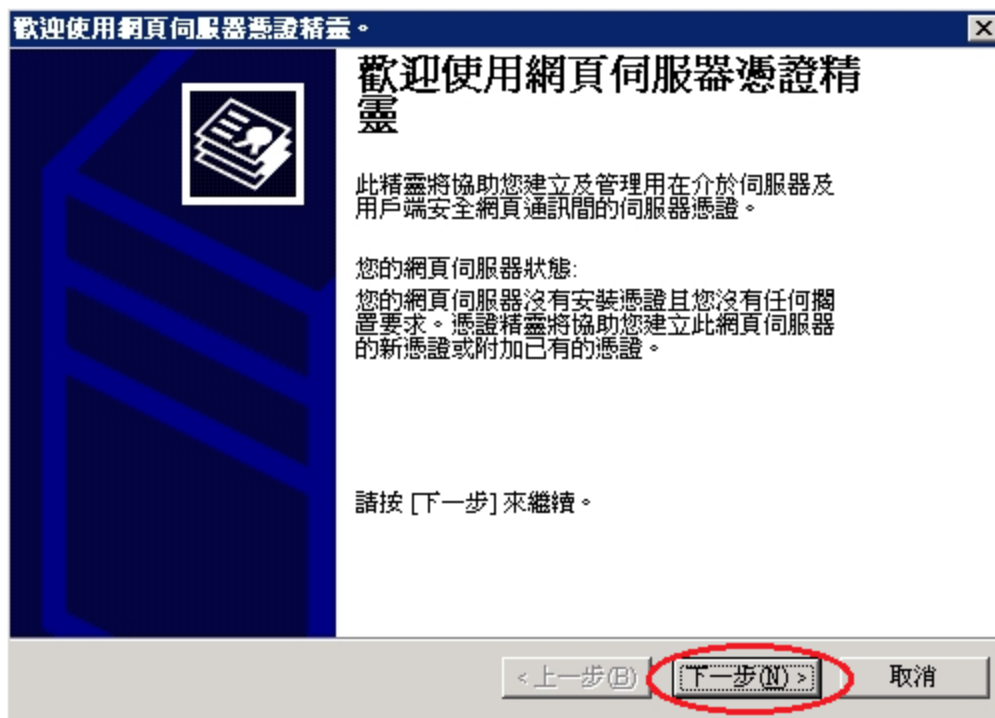 歡迎使用網頁伺服器憑證精靈。
歡迎使用網頁伺服器憑證精
靈
此精靈將協助您建立及管理用在介於伺服器及
用戶端安全網頁通訊間的伺服器憑證。
您的網頁伺服器狀態:
您的網頁伺服器沒有安裝憑證且您沒有任何擱
置要求。憑證精靈將協助您建立此網頁伺服器
的新憑證或附加已有的憑證。
請按 [下一步] 來繼續。
< 上一步(B)
下一步(N) >
取消